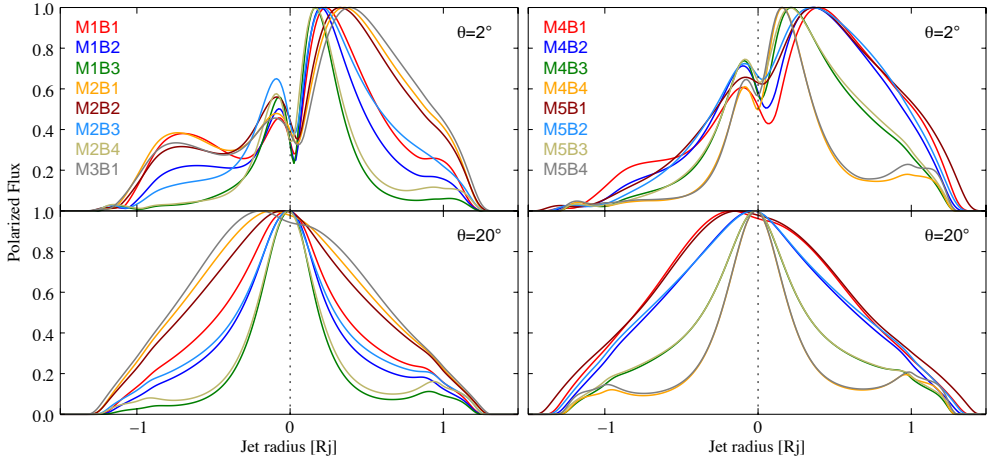 1.0
0.8
0.6
0.4
0.2
M1B1
M1B2
M1B3
M2B1
M2B2
M2B3
M2B4
M3B1
θ=2°
M4B1
M4B2
M4B3
M4B4
M5B1
M5B2
M5B3
M5B4
θ=2°
Polarized Flux
1.0
0.8
0.6
0.4
0.2
0.0
θ=20°
θ=20°
−1 0 1
−1 0 1
Jet radius [Rj]
Jet radius [Rj]